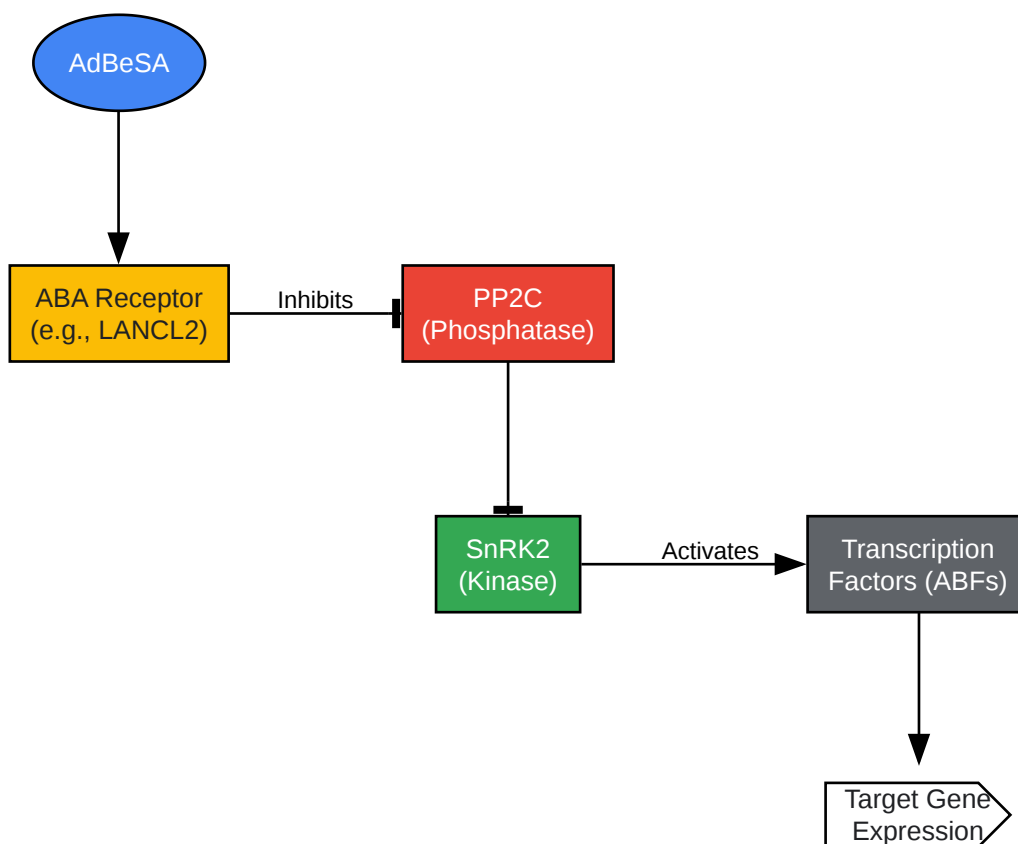 AdBeSA
ABA Receptor
(e.g., LANCL2)
Inhibits
PP2C
(Phosphatase)
SnRK2
(Kinase)
Activates
Transcription
Factors (ABFs)
Target Gene
Expression